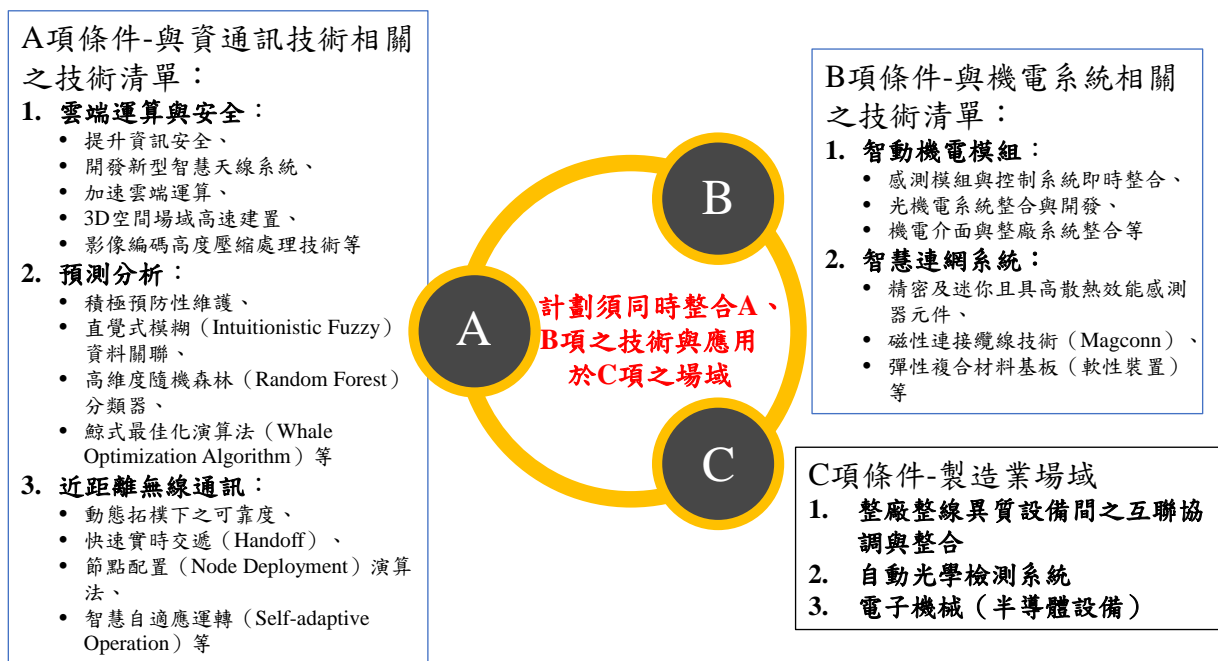 A項條件-與資通訊技術相關
之技術清單：
1. 雲端運算與安全：
• 提升資訊安全、
• 開發新型智慧天線系統、
• 加速雲端運算、
• 3D空間場域高速建置、
• 影像編碼高度壓縮處理技術等
2. 預測分析：
• 積極預防性維護、
• 直覺式模糊（Intuitionistic Fuzzy）
資料關聯、
• 高維度隨機森林（Random Forest）
分類器、
• 鯨式最佳化演算法（Whale
Optimization Algorithm）等
3. 近距離無線通訊：
• 動態拓樸下之可靠度、
• 快速實時交遞（Handoff）、
• 節點配置（Node Deployment）演算
法、
• 智慧自適應運轉（Self-adaptive
Operation）等
A
B
C
計劃須同時整合A、
B項之技術與應用
於C項之場域
B項條件-與機電系統相關
之技術清單：
1. 智動機電模組：
• 感測模組與控制系統即時整合、
• 光機電系統整合與開發、
• 機電介面與整廠系統整合等
2. 智慧連網系統：
• 精密及迷你且具高散熱效能感測
器元件、
• 磁性連接纜線技術（Magconn）、
• 彈性複合材料基板（軟性裝置）
等
C項條件-製造業場域
1. 整廠整線異質設備間之互聯協
調與整合
2. 自動光學檢測系統
3. 電子機械（半導體設備）